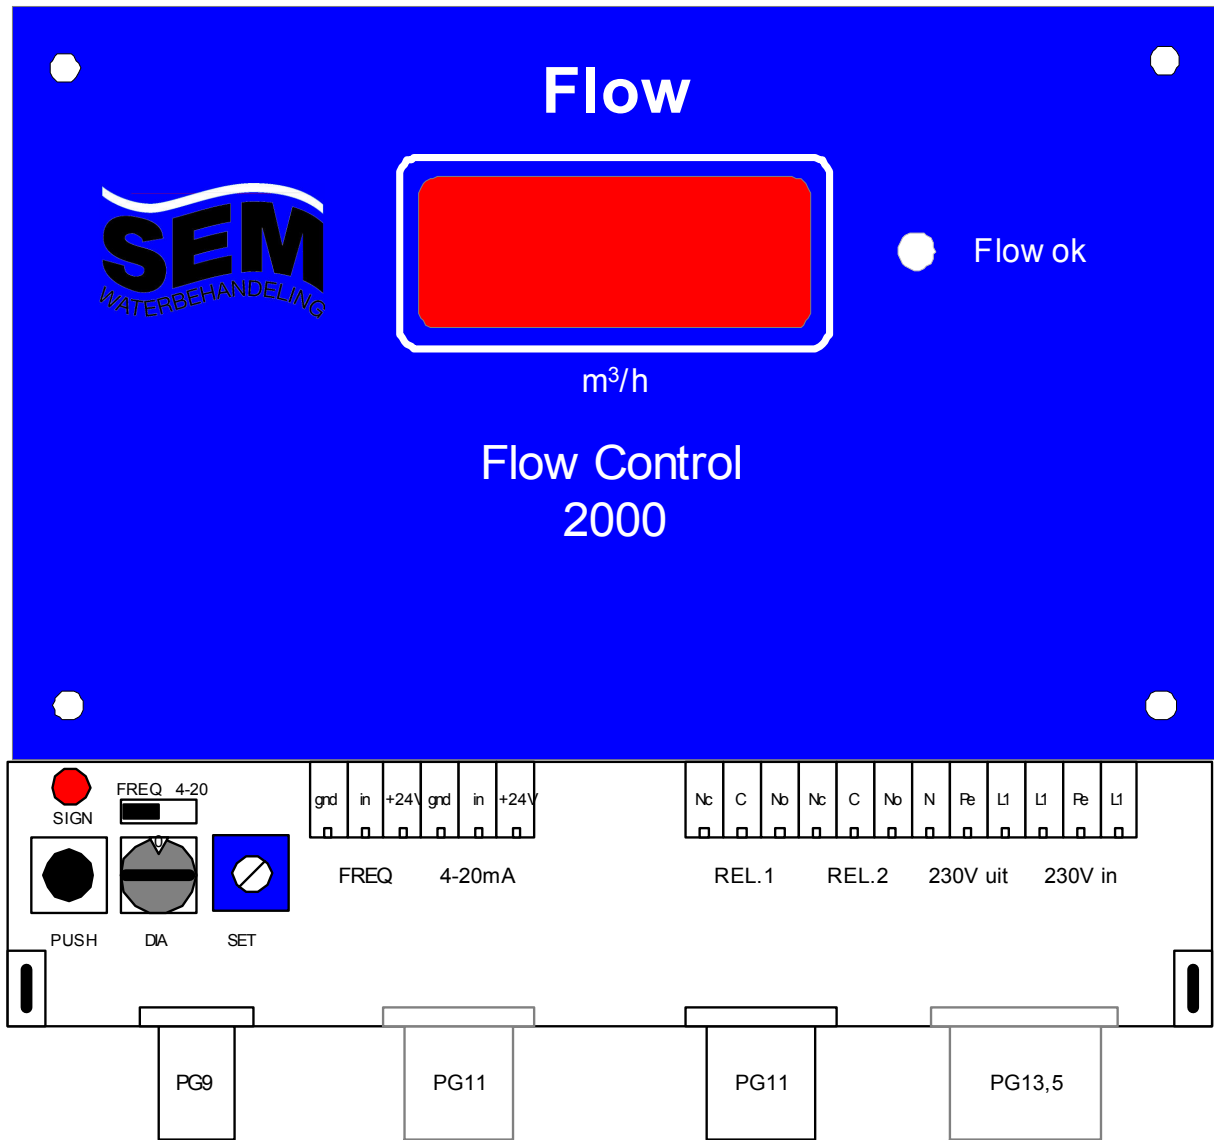 Flow
SEM
WATERBEHANDELING
Flow ok
m³/h
Flow Control
2000
FREQ 4-20
SIGN
0
gnd in +24V gnd in +24V
Nc C No Nc C No N Pe L1 L1 Pe L1
FREQ 4-20mA REL.1 REL.2 230V uit 230V in
PUSH DIA SET
PG9 PG11 PG11 PG13,5